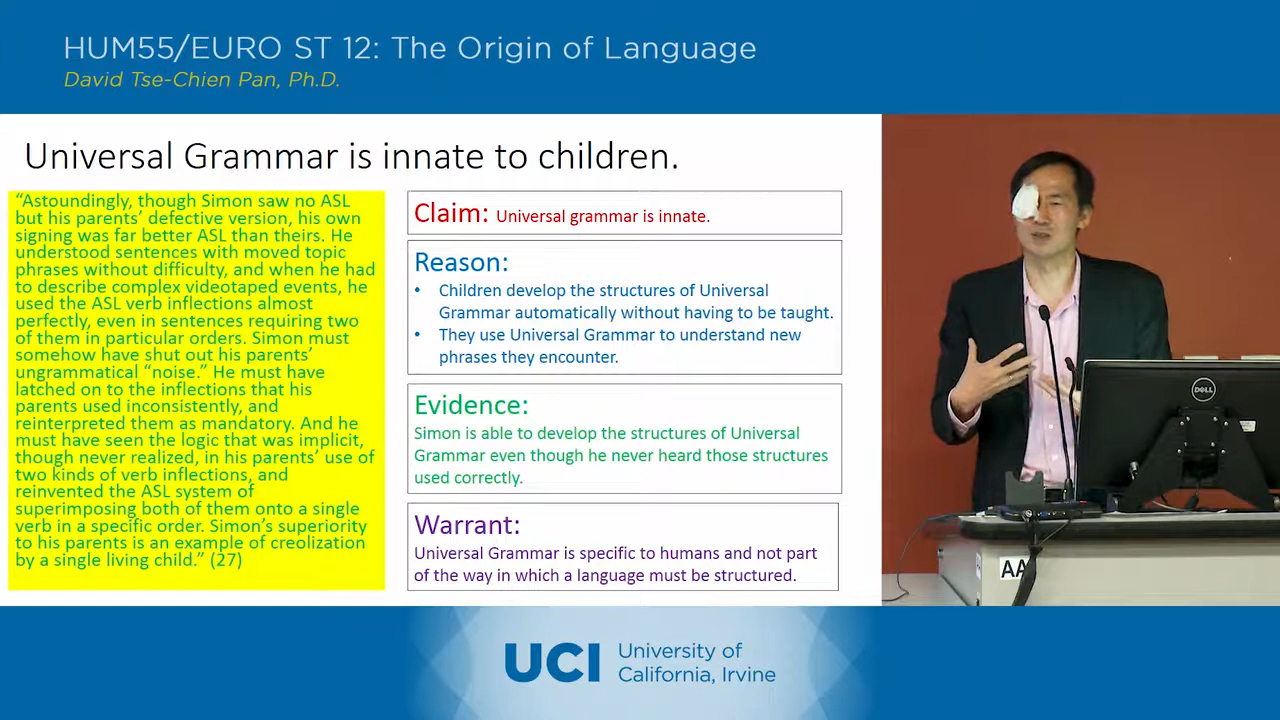 HUM55/EURO ST 12: The Origin of Language
David Tse-Chien Pan, Ph.D.
Universal Grammar is innate to children.
“Astoundingly, though Simon saw no ASL
but his parents’ defective version, his own
signing was far better ASL than theirs. He
understood sentences with moved topic
phrases without difficulty, and when he had
to describe complex videotaped events, he
used the ASL verb inflections almost
perfectly, even in sentences requiring two
of them in particular orders. Simon must
somehow have shut out his parents’
ungrammatical “noise.” He must have
latched on to the inflections that his
parents used inconsistently, and
reinterpreted them as mandatory. And he
must have seen the logic that was implicit,
though never realized, in his parents’ use of
two kinds of verb inflections, and
reinvented the ASL system of
superimposing both of them onto a single
verb in a specific order. Simon’s superiority
to his parents is an example of creolization
by a single living child.” (27)
Claim: Universal grammar is innate.
Reason:
• Children develop the structures of Universal
Grammar automatically without having to be taught.
• They use Universal Grammar to understand new
phrases they encounter.
Evidence:
Simon is able to develop the structures of Universal
Grammar even though he never heard those structures
used correctly.
Warrant:
Universal Grammar is specific to humans and not part
of the way in which a language must be structured.
DELL
AA
UCI University of
California, Irvine